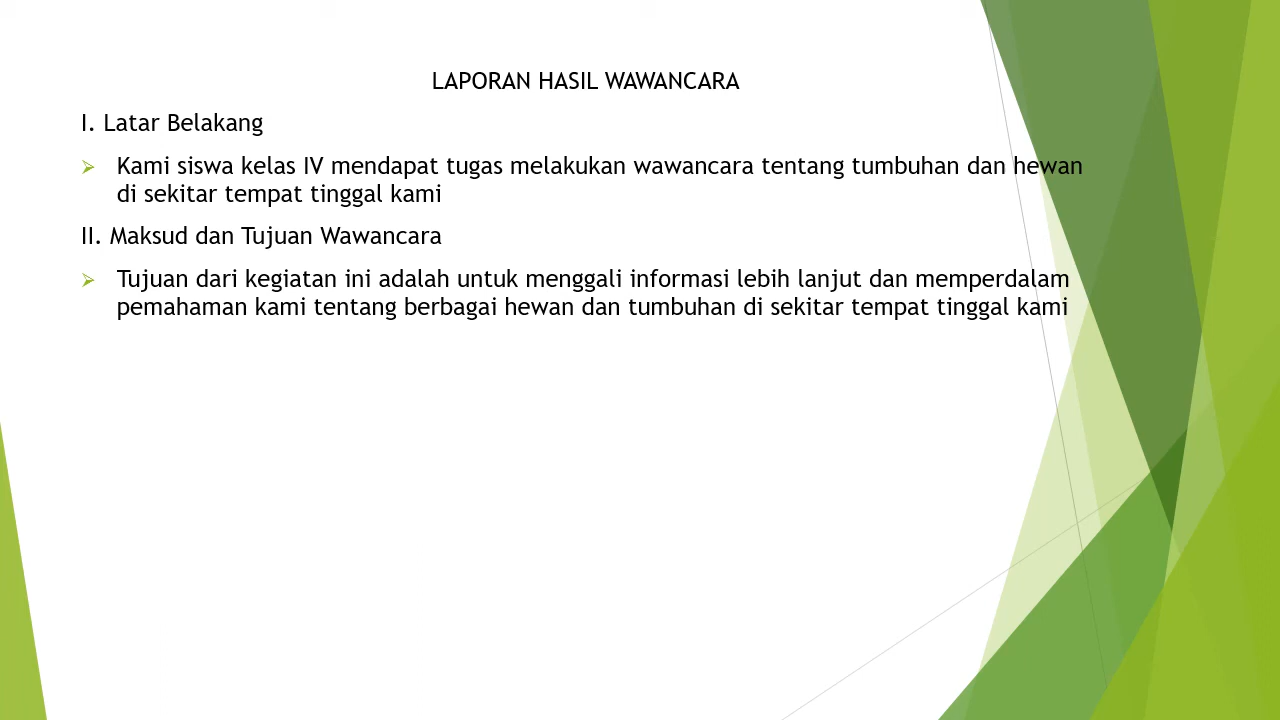 LAPORAN HASIL WAWANCARA
I. Latar Belakang
Kami siswa kelas IV mendapat tugas melakukan wawancara tentang tumbuhan dan hewan
di sekitar tempat tinggal kami
II. Maksud dan Tujuan Wawancara
Tujuan dari kegiatan ini adalah untuk menggali informasi lebih lanjut dan memperdalam
pemahaman kami tentang berbagai hewan dan tumbuhan di sekitar tempat tinggal kami